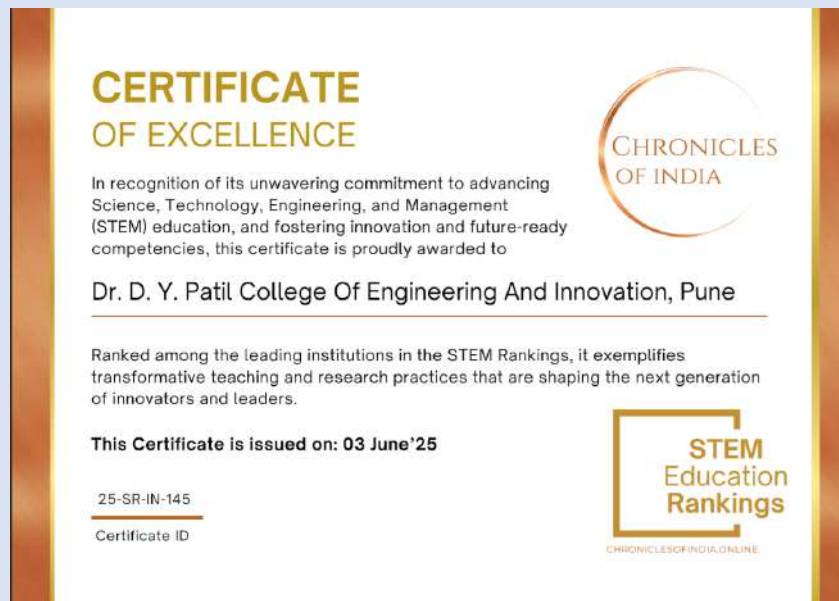 CERTIFICATE
OF EXCELLENCE
CHRONICLES
OF INDIA
In recognition of its unwavering commitment to advancing
Science, Technology, Engineering, and Management
(STEM) education, and fostering innovation and future-ready
competencies, this certificate is proudly awarded to
Dr. D. Y. Patil College Of Engineering And Innovation, Pune
Ranked among the leading institutions in the STEM Rankings, it exemplifies
transformative teaching and research practices that are shaping the next generation
of innovators and leaders.
This Certificate is issued on: 03 June'25
25-SR-IN-145
Certificate ID
STEM
Education
Rankings
CHRONICLESOFINDIA.ONLINE